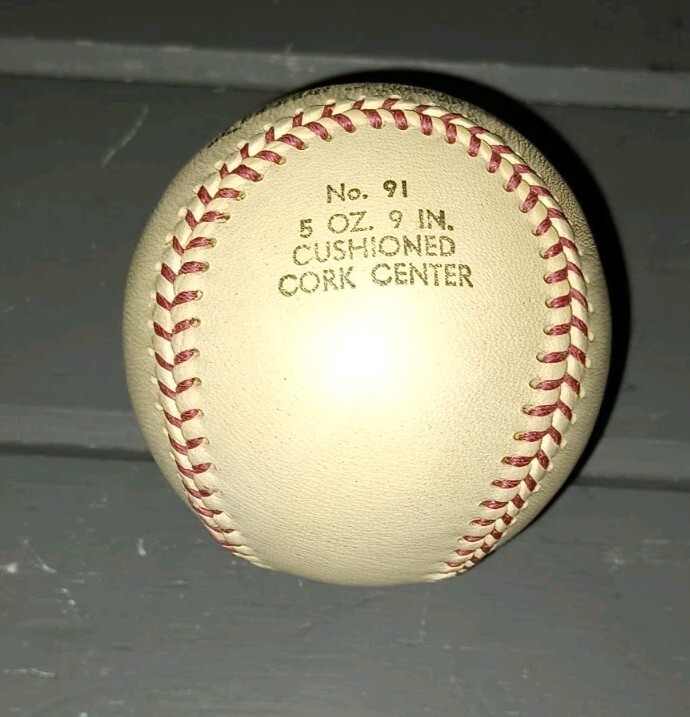 No. 91
5 OZ. 9 IN.
CUSHIONED
CORK CENTER